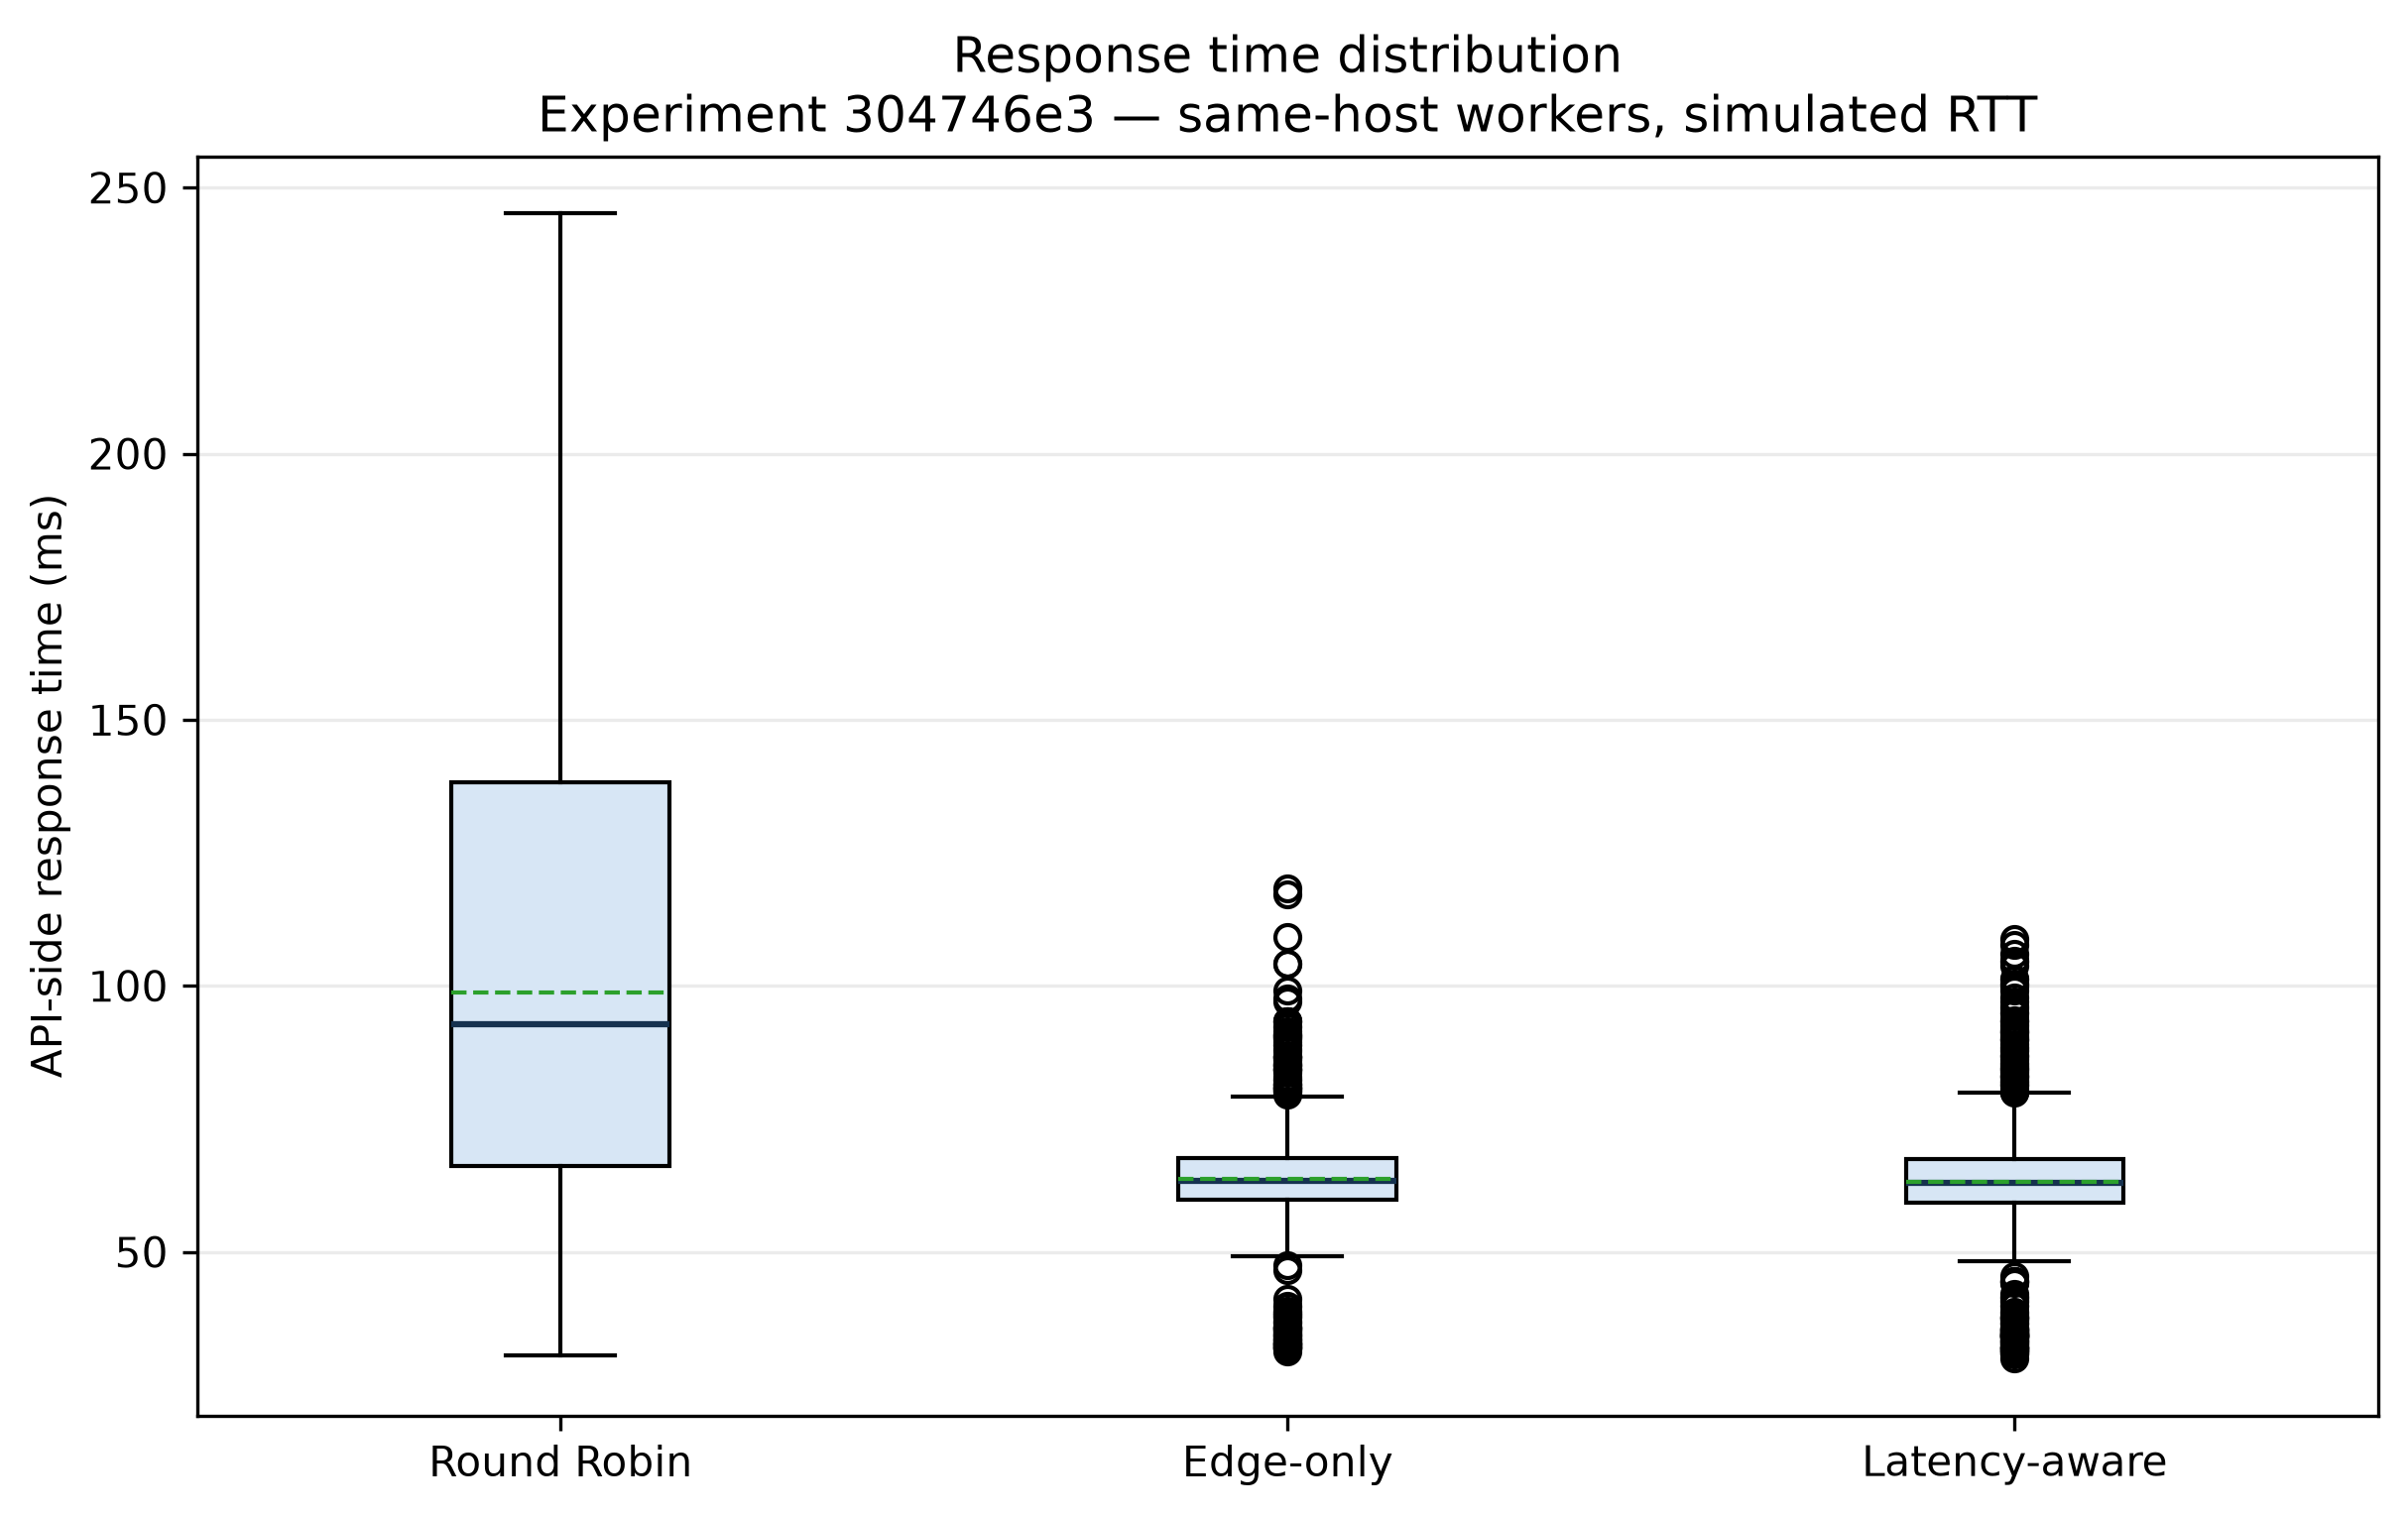 Response time distribution
Experiment 304746e3 — same-host workers, simulated RTT
API-side response time (ms)
250
200
150
100
50
Round Robin
Edge-only
Latency-aware